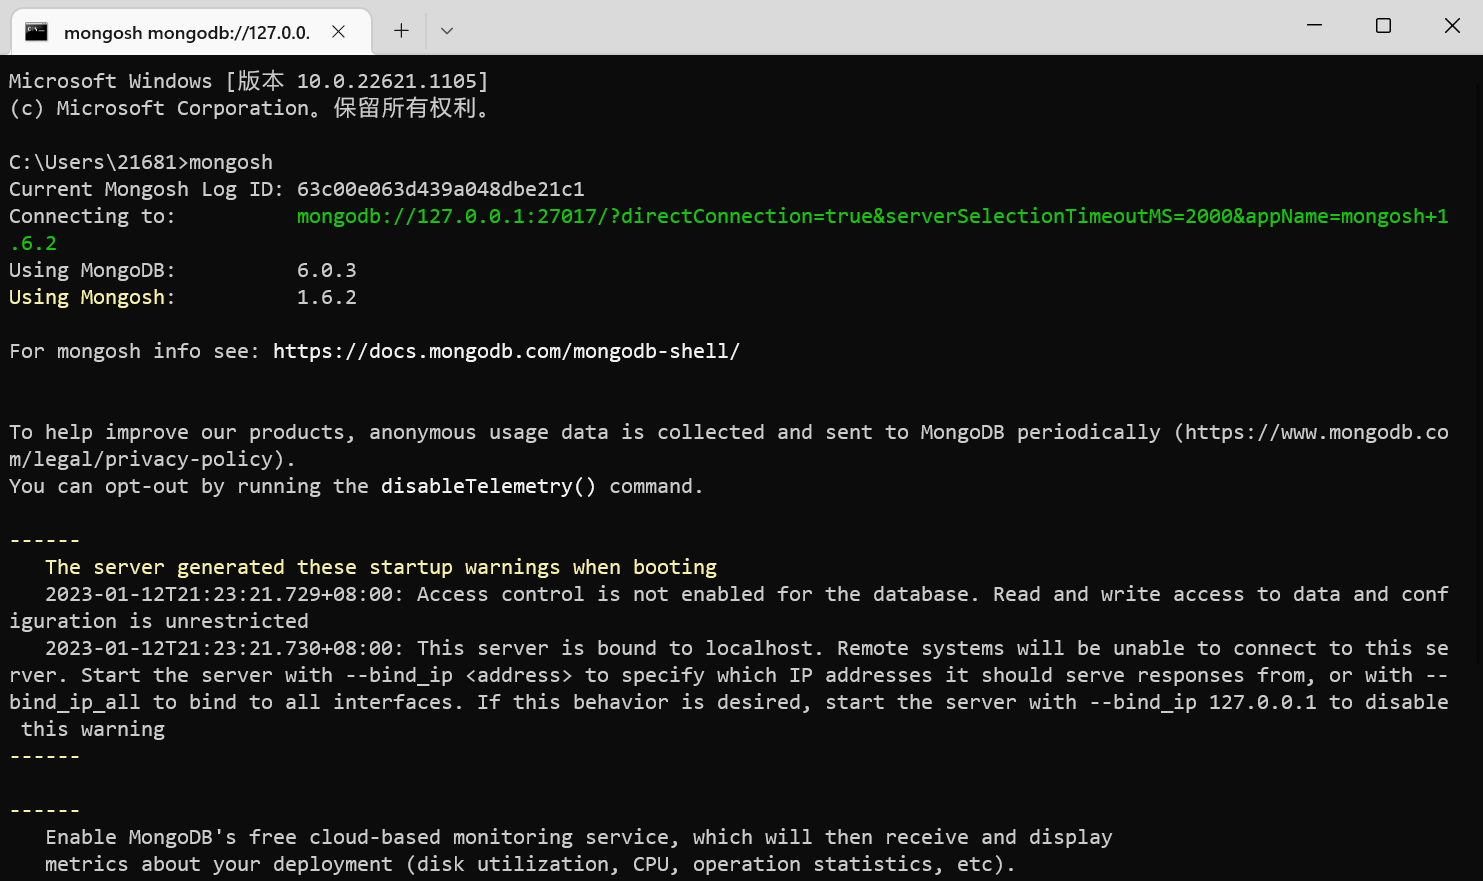 mongosh mongodb://127.0.0.
Microsoft Windows [版本 10.0.22621.1105]
(c) Microsoft Corporation。保留所有权利。
C:\Users\21681>mongosh
Current Mongosh Log ID: 63c00e063d439a048dbe21c1
Connecting to:          mongodb://127.0.0.1:27017/?directConnection=true&serverSelectionTimeoutMS=2000&appName=mongosh+1
.6.2
Using MongoDB:          6.0.3
Using Mongosh:          1.6.2
For mongosh info see: https://docs.mongodb.com/mongodb-shell/
To help improve our products, anonymous usage data is collected and sent to MongoDB periodically (https://www.mongodb.co
m/legal/privacy-policy).
You can opt-out by running the disableTelemetry() command.
------
   The server generated these startup warnings when booting
   2023-01-12T21:23:21.729+08:00: Access control is not enabled for the database. Read and write access to data and conf
iguration is unrestricted
   2023-01-12T21:23:21.730+08:00: This server is bound to localhost. Remote systems will be unable to connect to this se
rver. Start the server with --bind_ip <address> to specify which IP addresses it should serve responses from, or with --
bind_ip_all to bind to all interfaces. If this behavior is desired, start the server with --bind_ip 127.0.0.1 to disable
 this warning
------
------
   Enable MongoDB's free cloud-based monitoring service, which will then receive and display
   metrics about your deployment (disk utilization, CPU, operation statistics, etc).